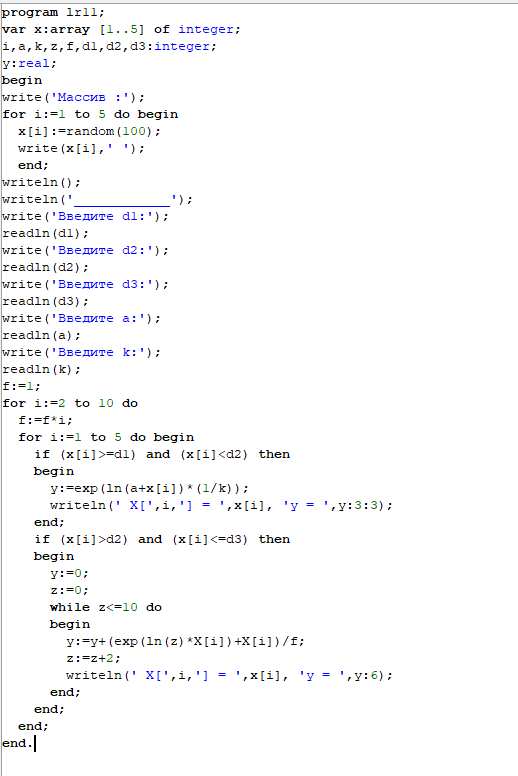 program lr11;
var x:array [1..5] of integer;
i,a,k,z,f,d1,d2,d3:integer;
y:real;
begin
write('Массив :');
for i:=1 to 5 do begin
  x[i]:=random(100);
  write(x[i],' ');
  end;
writeln();
writeln('____________');
write('Введите d1:');
readln(d1);
write('Введите d2:');
readln(d2);
write('Введите d3:');
readln(d3);
write('Введите a:');
readln(a);
write('Введите k:');
readln(k);
f:=1;
for i:=2 to 10 do
  f:=f*i;
  for i:=1 to 5 do begin
    if (x[i]>=d1) and (x[i]<d2) then
    begin
      y:=exp(ln(a+x[i])*(1/k));
      writeln(' X[',i,'] = ',x[i], 'y = ',y:3:3);
    end;
    if (x[i]>d2) and (x[i]<=d3) then
    begin
      y:=0;
      z:=0;
      while z<=10 do
      begin
        y:=y+(exp(ln(z)*X[i])+X[i])/f;
        z:=z+2;
        writeln(' X[',i,'] = ',x[i], 'y = ',y:6);
      end;
    end;
  end;
end.